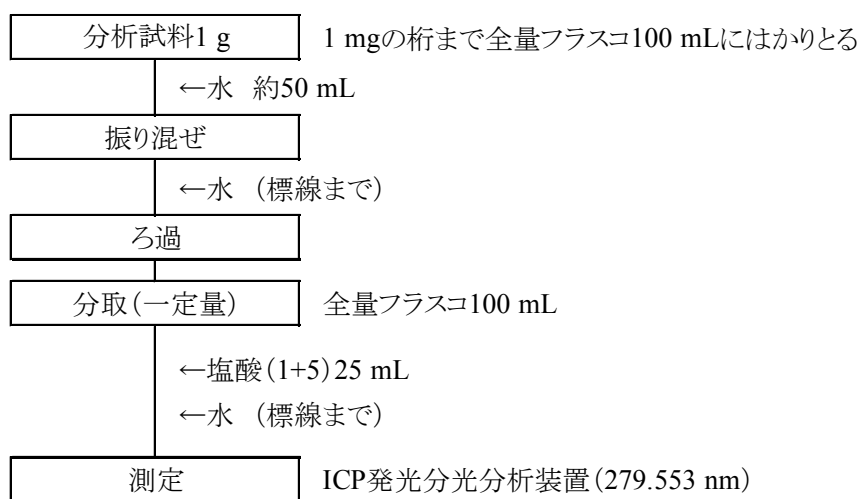 分析試料1 g 1 mgの桁まで全量フラスコ100 mLにはかりとる
←水 約50 mL
振り混ぜ
←水 (標線まで)
ろ過
分取(一定量) 全量フラスコ100 mL
←塩酸(1+5)25 mL
←水 (標線まで)
測定 ICP発光分光分析装置(279.553 nm)